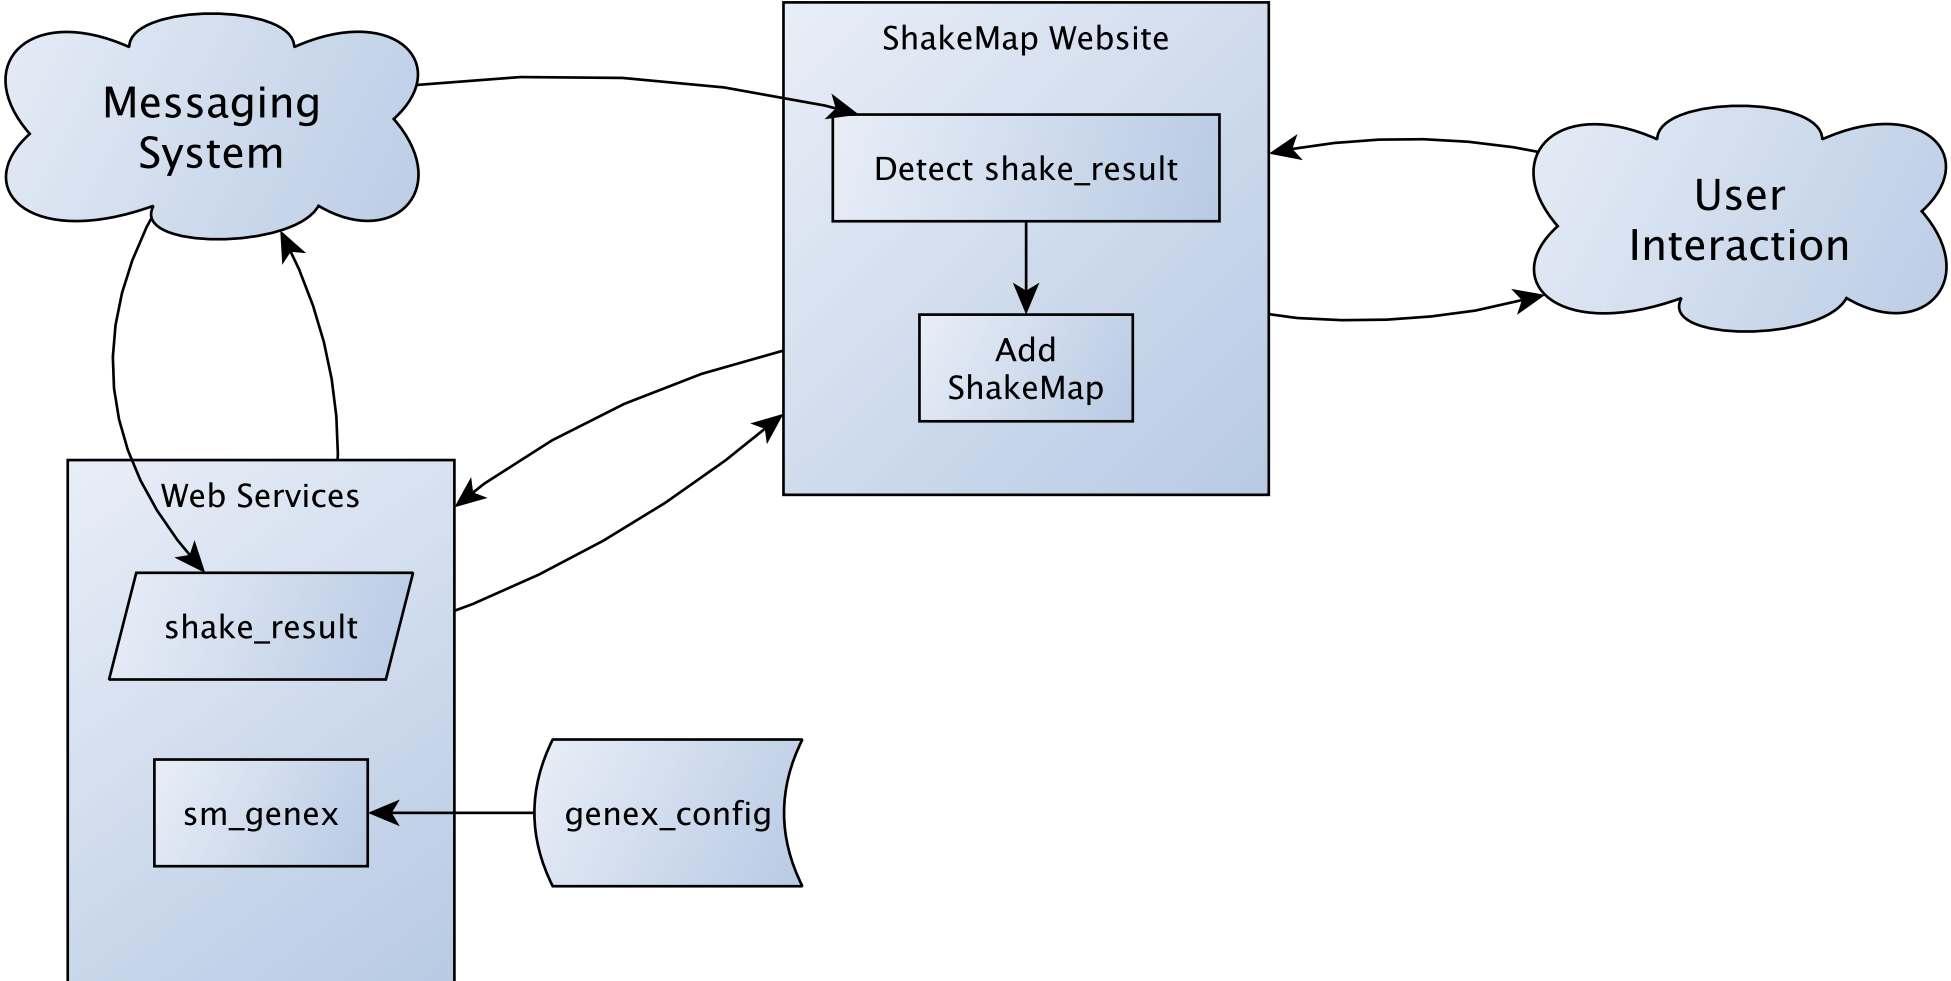 Messaging
System
ShakeMap Website
Detect shake_result
Add
ShakeMap
User
Interaction
Web Services
shake_result
sm_genex
genex_config